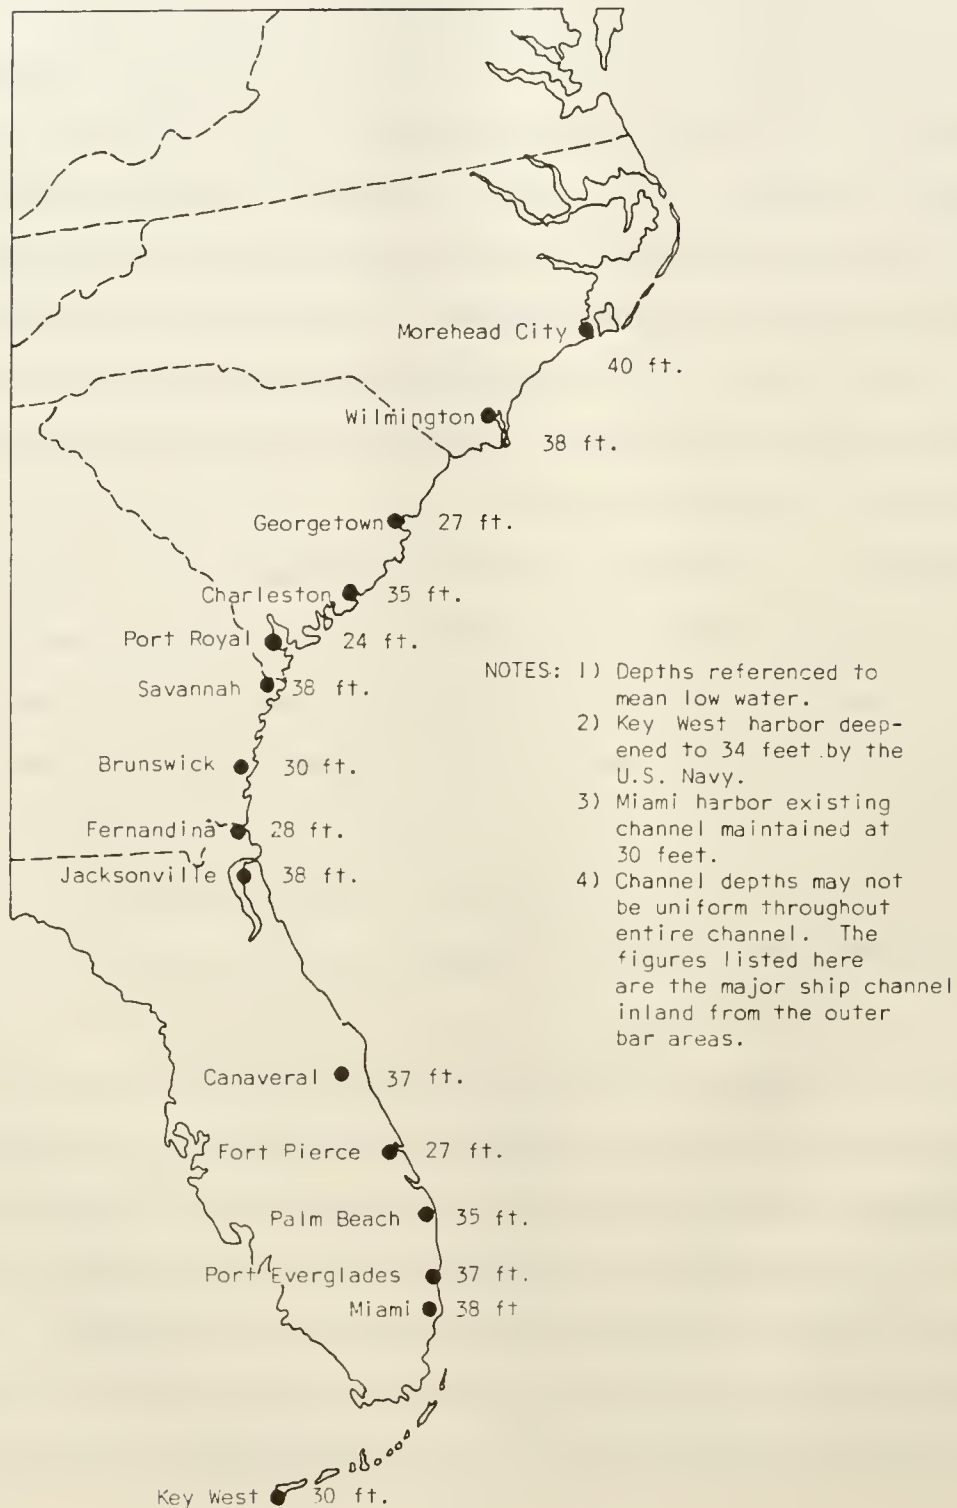 Morehead City
40 ft.
Wilmington
38 ft.
Georgetown 27 ft.
Charleston 35 ft.
Port Royal 24 ft.
Savannah 38 ft.
Brunswick 30 ft.
Fernandina 28 ft.
Jacksonville 38 ft.
Canaveral 37 ft.
Fort Pierce 27 ft.
Palm Beach 35 ft.
Port Everglades 37 ft.
Miami 38 ft
Key West 30 ft.
NOTES: 1) Depths referenced to
mean low water.
2) Key West harbor deep-
ened to 34 feet by the
U.S. Navy.
3) Miami harbor existing
channel maintained at
30 feet.
4) Channel depths may not
be uniform throughout
entire channel. The
figures listed here
are the major ship channel
inland from the outer
bar areas.